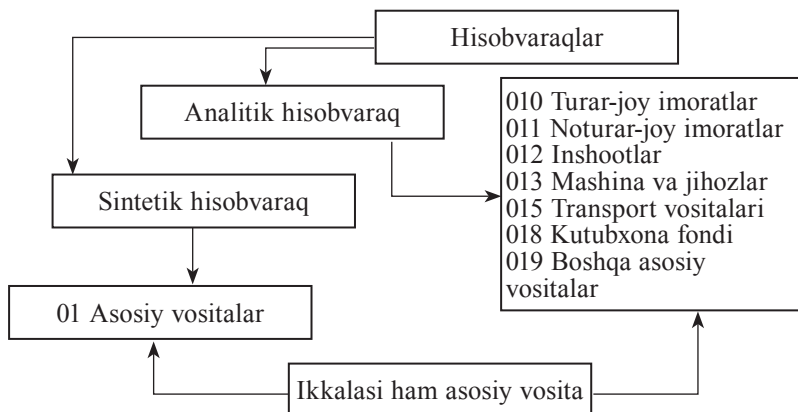 Hisobvaraqlar
Analitik hisobvaraq
010 Turar-joy imoratlar
011 Noturar-joy imoratlar
012 Inshootlar
013 Mashina va jihozlar
015 Transport vositalari
018 Kutubxona fondi
019 Boshqa asosiy
vositalar
Sintetik hisobvaraq
01 Asosiy vositalar
Ikkalasi ham asosiy vosita